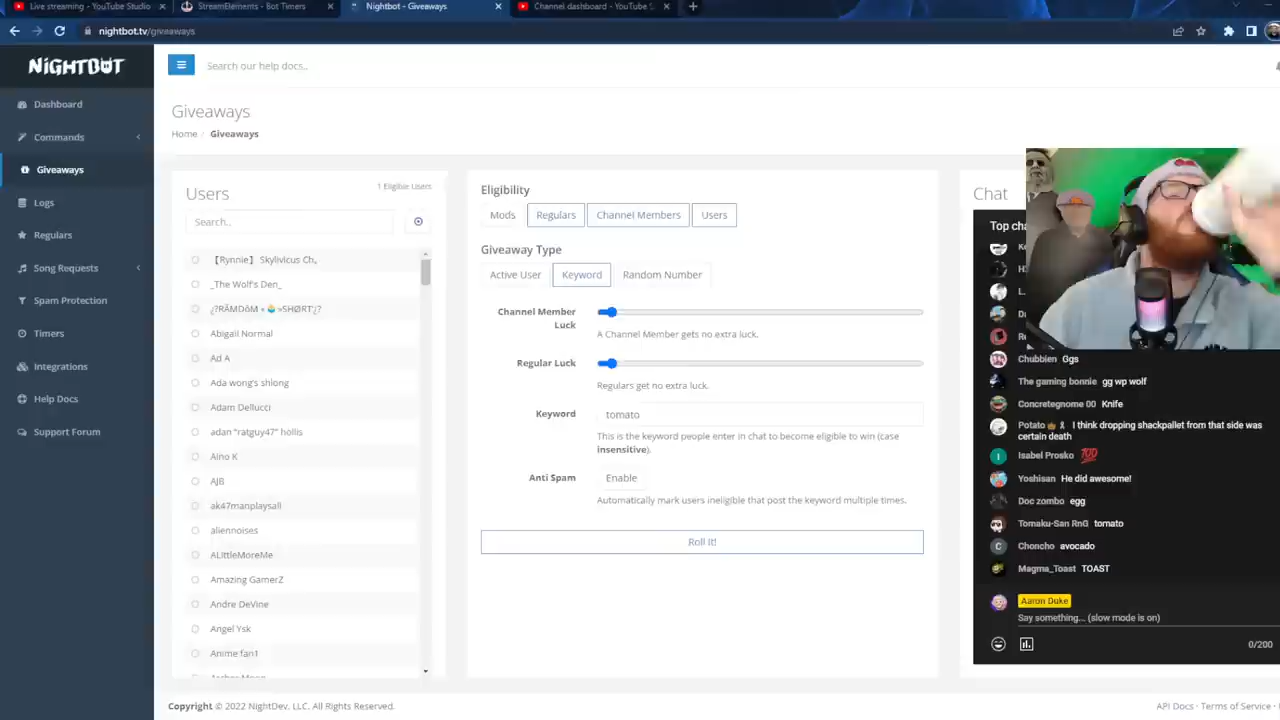 Live streaming - YouTube Studio
StreamElements - Bot Timers
Nightbot - Giveaways
Channel dashboard - YouTube S
nightbot.tv/giveaways
NIGHTBOT
Search our help docs..
Dashboard
Commands
Giveaways
Logs
Regulars
Song Requests
Spam Protection
Timers
Integrations
Help Docs
Support Forum
Giveaways
Home / Giveaways
Users
1 Eligible Users
Search..
【Rynnie】 Skylivicus Ch。
_The Wolf's Den_
Abigail Normal
Ad A
Ada wong's shlong
Adam Dellucci
adan "ratguy47" hollis
Aino K
AJB
ak47manplaysall
aliennoises
ALittleMoreMe
Amazing GamerZ
Andre DeVine
Angel Ysk
Anime fan1
Eligibility
Mods
Regulars
Channel Members
Users
Giveaway Type
Active User
Keyword
Random Number
Channel Member
Luck
A Channel Member gets no extra luck.
Regular Luck
Regulars get no extra luck.
Keyword
tomato
This is the keyword people enter in chat to become eligible to win (case
insensitive).
Anti Spam
Enable
Automatically mark users ineligible that post the keyword multiple times.
Roll It!
Chat
Top ch
Chubbien Ggs
The gaming bonnie gg wp wolf
Concretegnome 00 Knife
Potato I think dropping shackpallet from that side was
certain death
Isabel Prosko 💯
Yoshisan He did awesome!
Doc zombo egg
Tomaku-San RnG tomato
Choncho avocado
Magma_Toast TOAST
Aaron Duke
Say something... (slow mode is on)
0/200
Copyright © 2022 NightDev, LLC. All Rights Reserved.
API Docs · Terms of Service ·